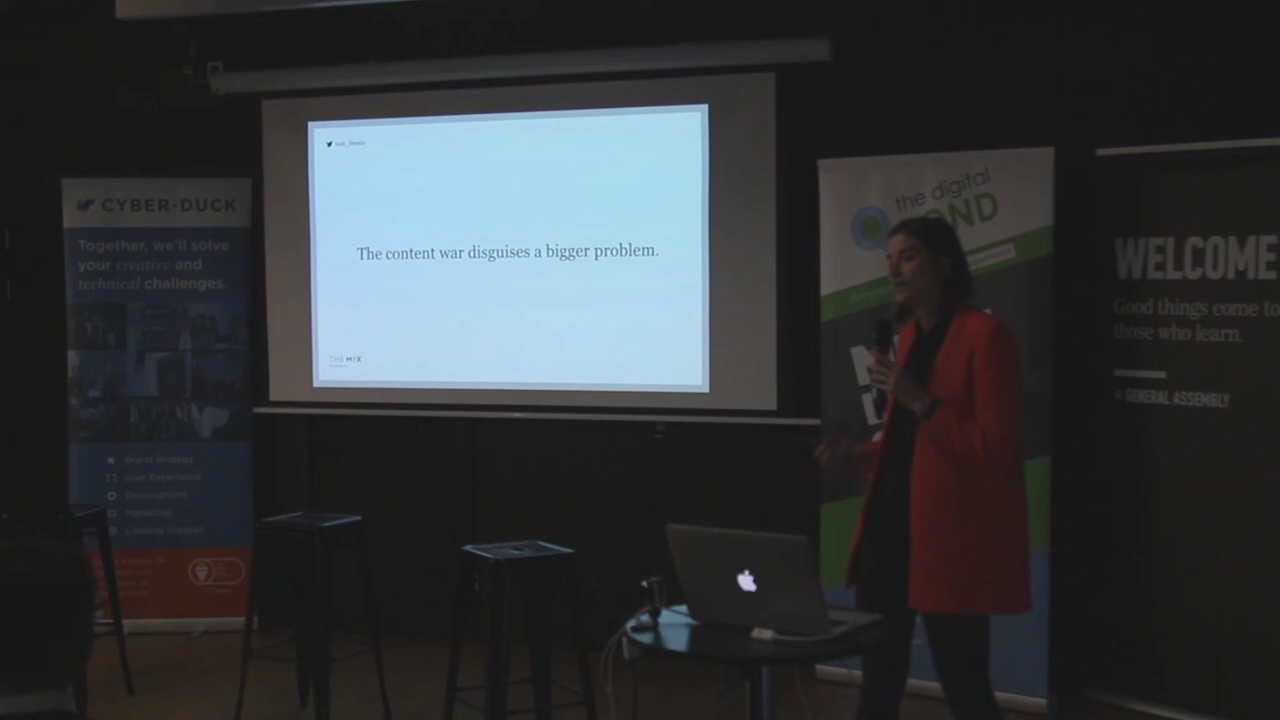 CYBER-DUCK
Together, we'll solve
your creative and
technical challenges.
Brand strategy
User Experience
Development
Marketing
The content war disguises a bigger problem.
THE MIX
the digital
WELCOME
Good things come to
those who learn.
GENERAL ASSEMBLY